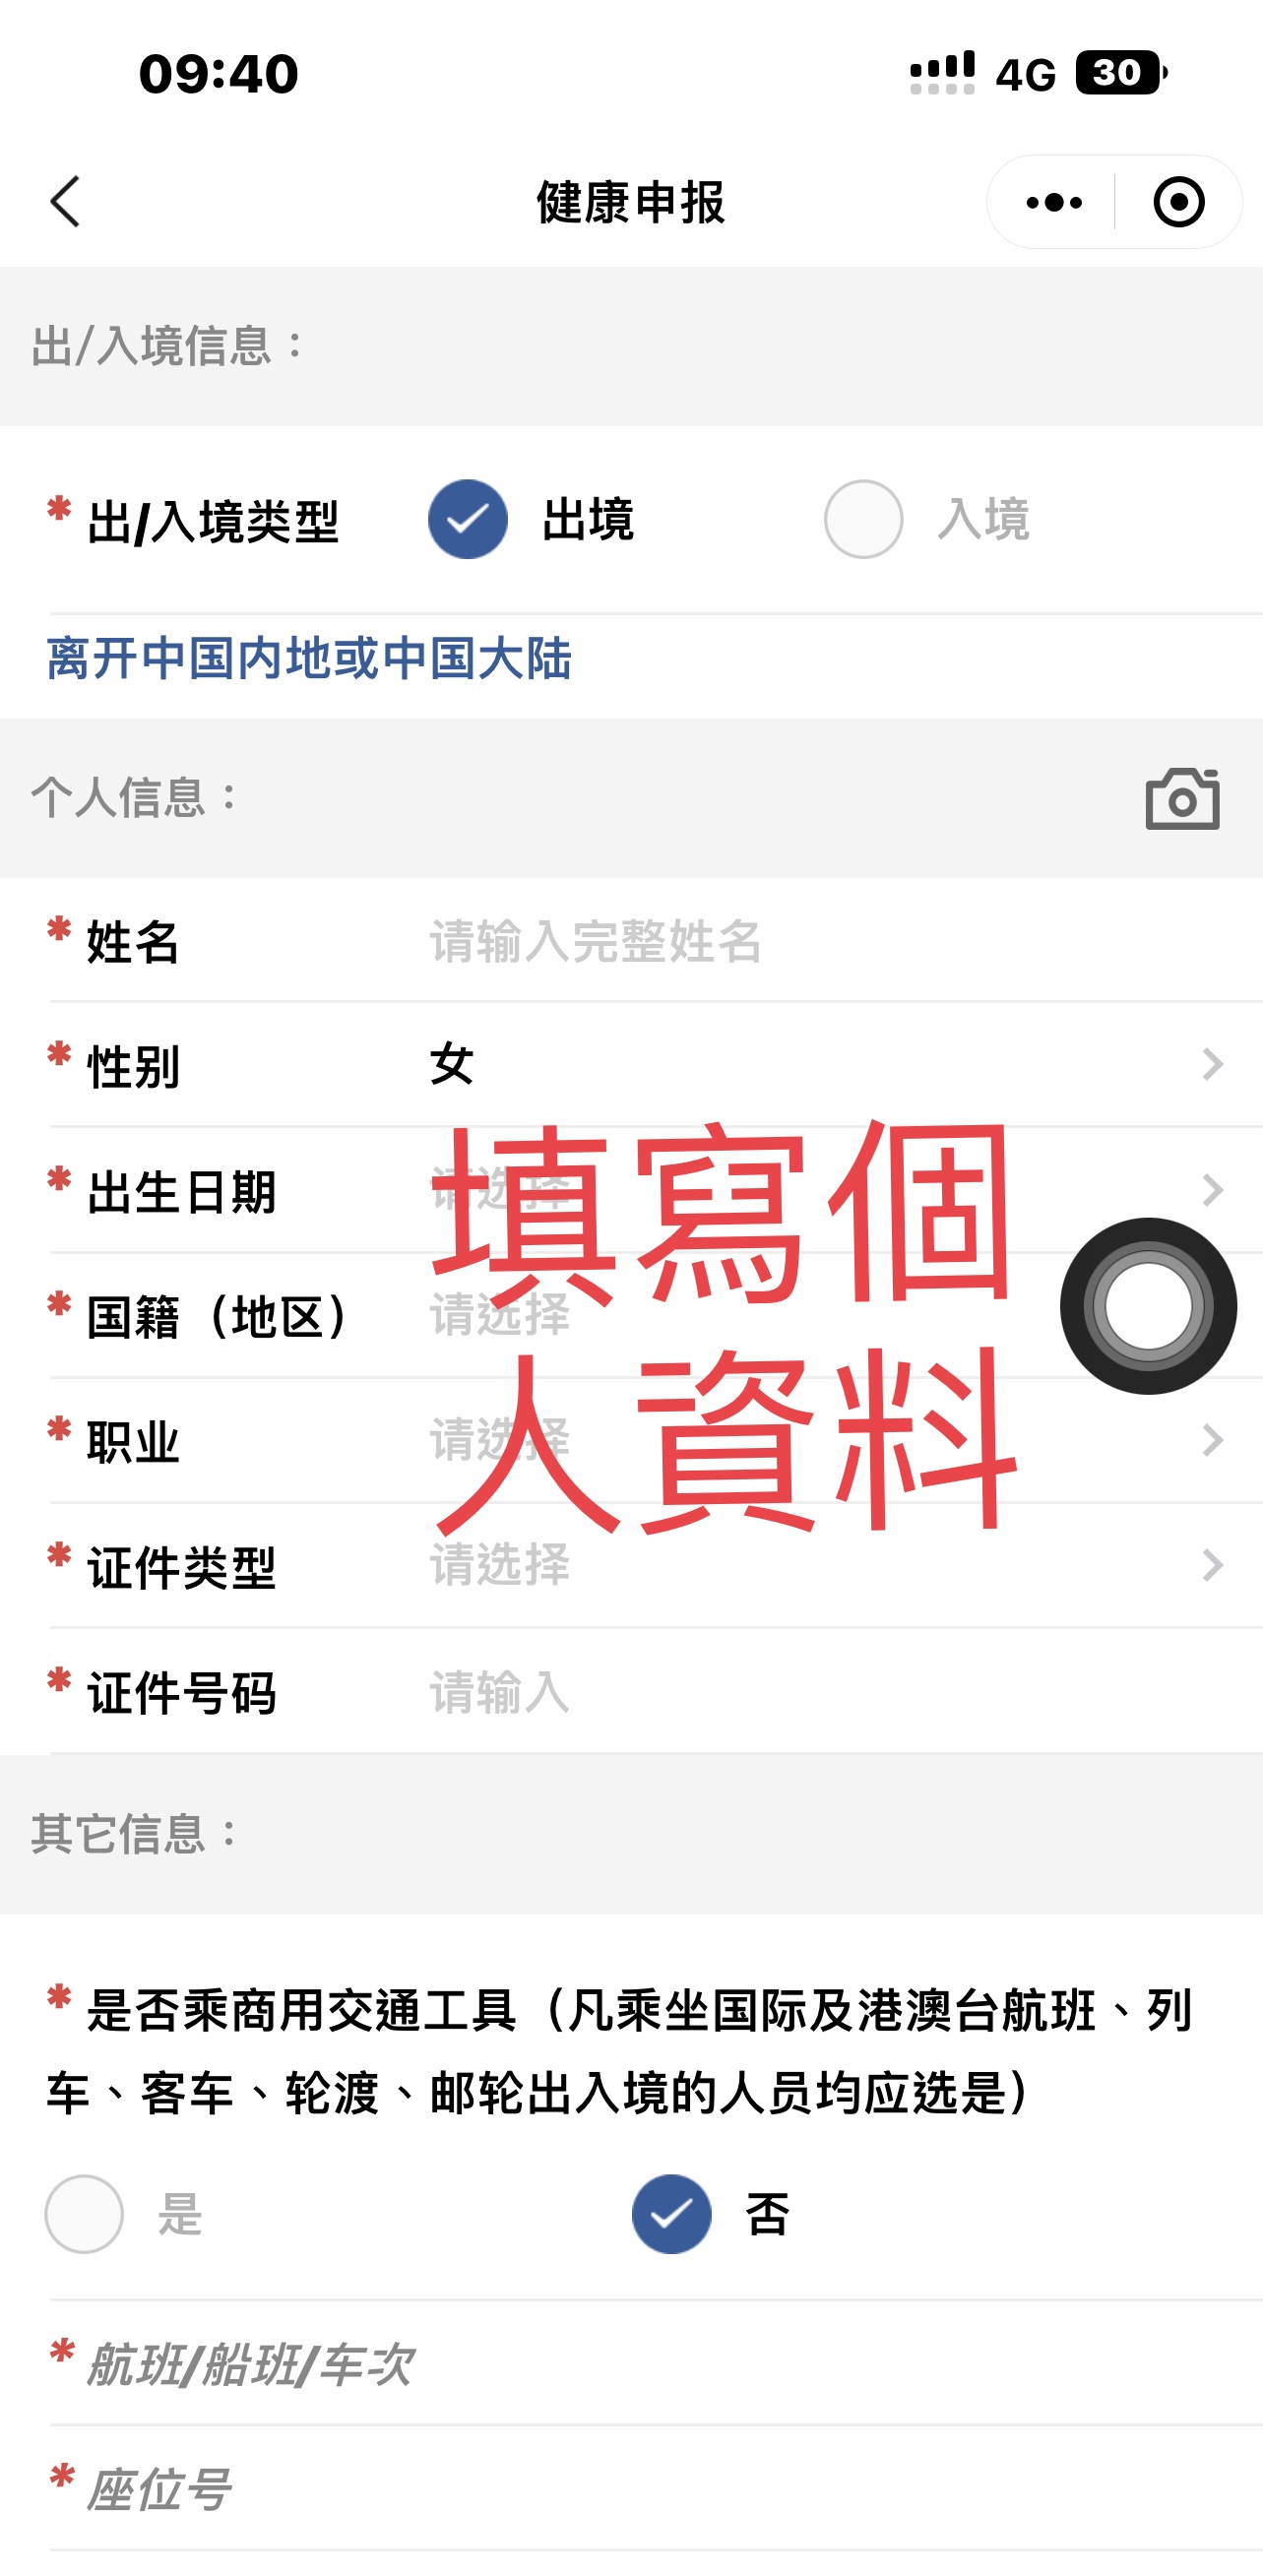 09:40 4G 30
健康申报
出/入境信息：
* 出/入境类型 出境 入境
离开中国内地或中国大陆
个人信息：
* 姓名 请输入完整姓名
* 性别 女
* 出生日期 请选择
* 国籍（地区） 请选择
* 职业 请选择
* 证件类型 请选择
* 证件号码 请输入
填寫個
人資料
其它信息：
* 是否乘商用交通工具（凡乘坐国际及港澳台航班、列
车、客车、轮渡、邮轮出入境的人员均应选是）
是 否
* 航班/船班/车次
* 座位号